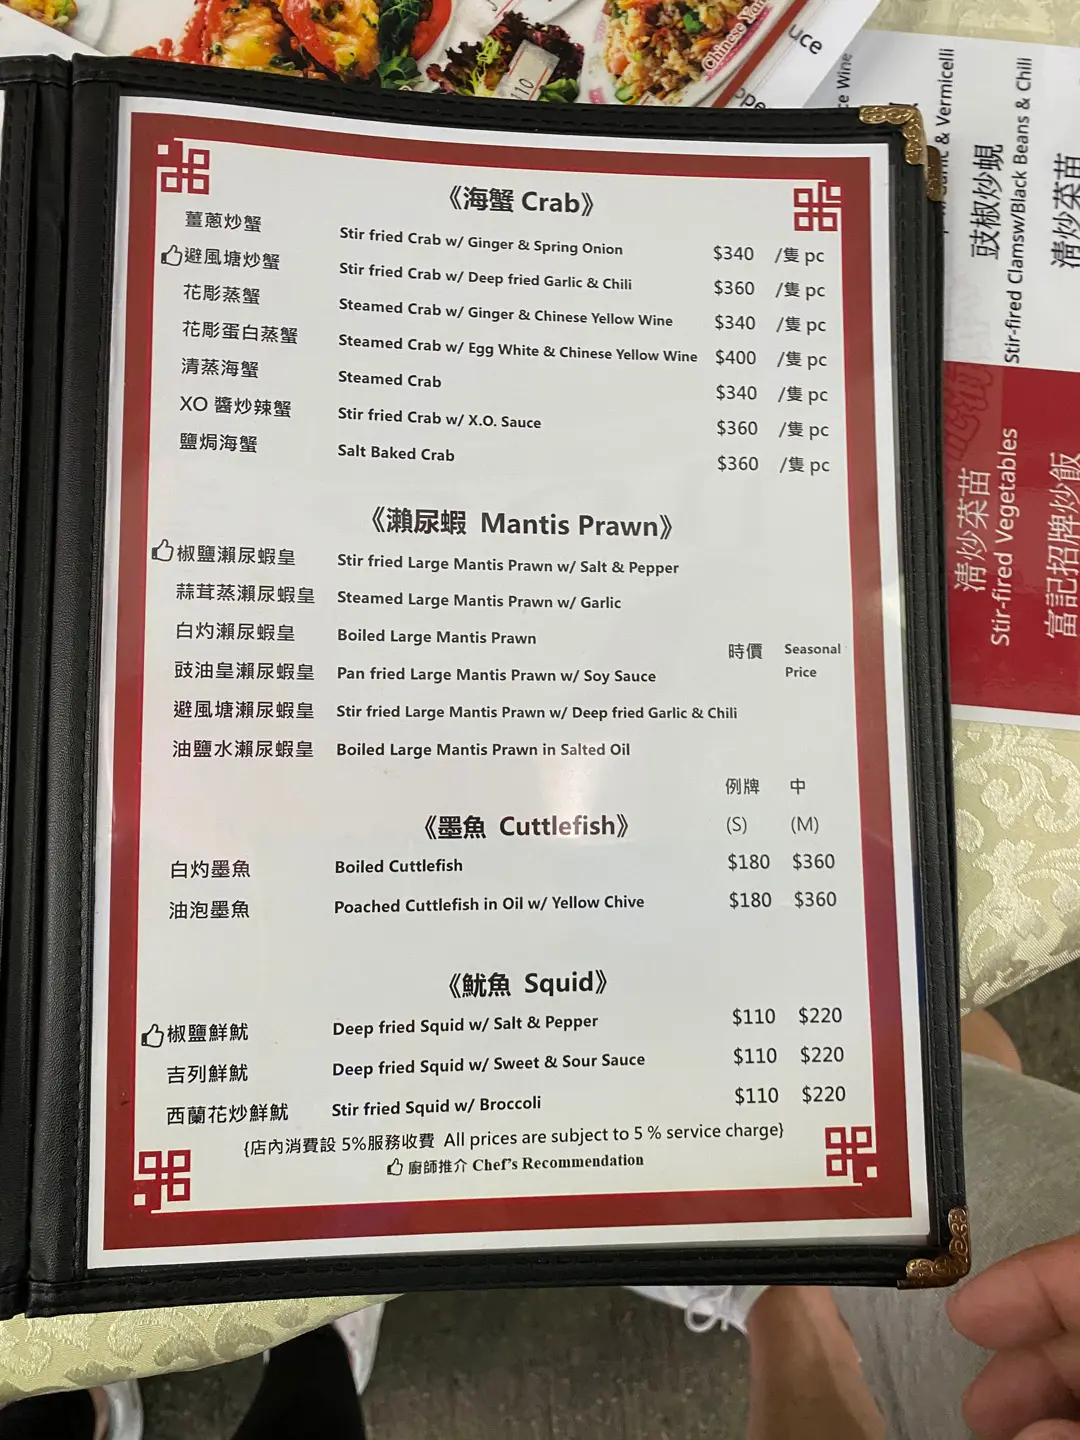 《海蟹 Crab》
薑蔥炒蟹 Stir fried Crab w/ Ginger & Spring Onion $340 /隻 pc
避風塘炒蟹 Stir fried Crab w/ Deep fried Garlic & Chili $360 /隻 pc
花彫蒸蟹 Steamed Crab w/ Ginger & Chinese Yellow Wine $340 /隻 pc
花彫蛋白蒸蟹 Steamed Crab w/ Egg White & Chinese Yellow Wine $400 /隻 pc
清蒸海蟹 Steamed Crab $340 /隻 pc
XO 醬炒辣蟹 Stir fried Crab w/ X.O. Sauce $360 /隻 pc
鹽焗海蟹 Salt Baked Crab $360 /隻 pc
《瀨尿蝦 Mantis Prawn》
椒鹽瀨尿蝦皇 Stir fried Large Mantis Prawn w/ Salt & Pepper
蒜茸蒸瀨尿蝦皇 Steamed Large Mantis Prawn w/ Garlic
白灼瀨尿蝦皇 Boiled Large Mantis Prawn
時價 Seasonal
Price
豉油皇瀨尿蝦皇 Pan fried Large Mantis Prawn w/ Soy Sauce
避風塘瀨尿蝦皇 Stir fried Large Mantis Prawn w/ Deep fried Garlic & Chili
油鹽水瀨尿蝦皇 Boiled Large Mantis Prawn in Salted Oil
例牌 中
《墨魚 Cuttlefish》 (S) (M)
白灼墨魚 Boiled Cuttlefish $180 $360
油泡墨魚 Poached Cuttlefish in Oil w/ Yellow Chive $180 $360
《魷魚 Squid》
椒鹽鮮魷 Deep fried Squid w/ Salt & Pepper $110 $220
吉列鮮魷 Deep fried Squid w/ Sweet & Sour Sauce $110 $220
西蘭花炒鮮魷 Stir fried Squid w/ Broccoli $110 $220
{店內消費設 5%服務收費 All prices are subject to 5 % service charge}
廚師推介 Chef's Recommendation
Chinese Yam
110
uce
ce Wine
& Vermicelli
豉椒炒蜆
Stir-fired Clamsw/Black Beans & Chili
清炒菜苗
清炒菜苗
Stir-fired Vegetables
富記招牌炒飯